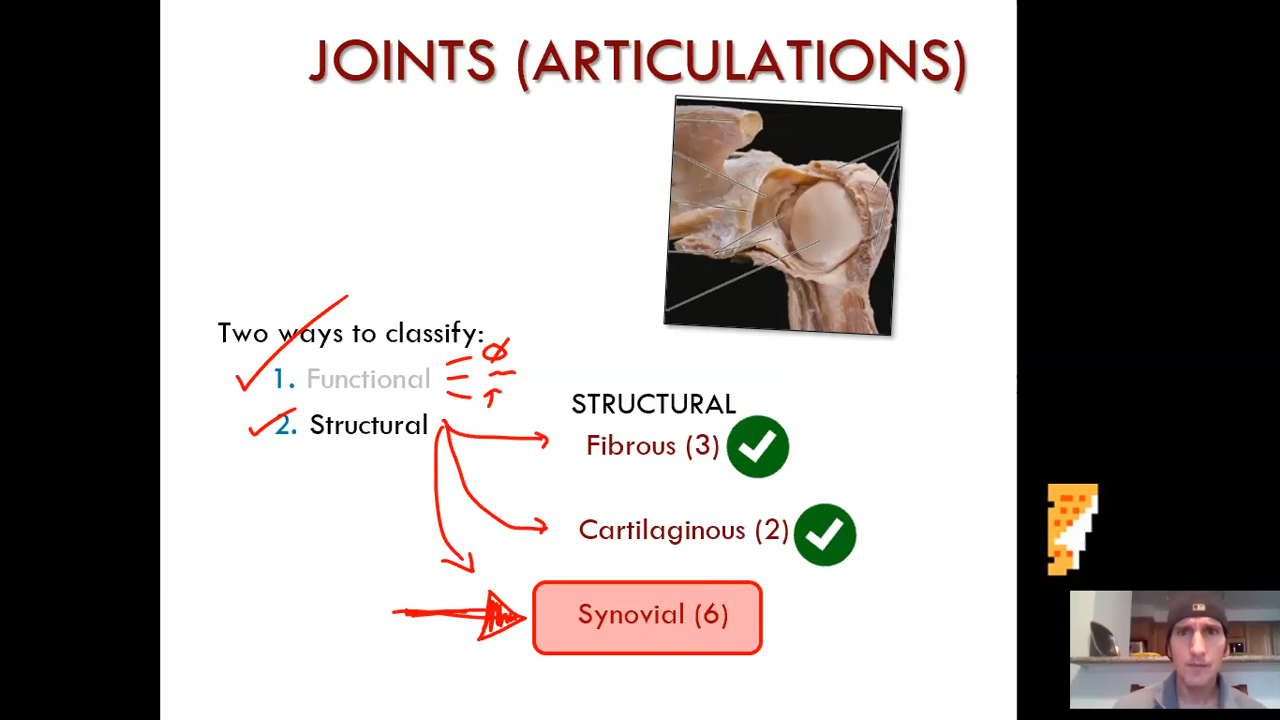 JOINTS (ARTICULATIONS)
Two ways to classify:
1. Functional
2. Structural
STRUCTURAL
Fibrous (3)
Cartilaginous (2)
Synovial (6)